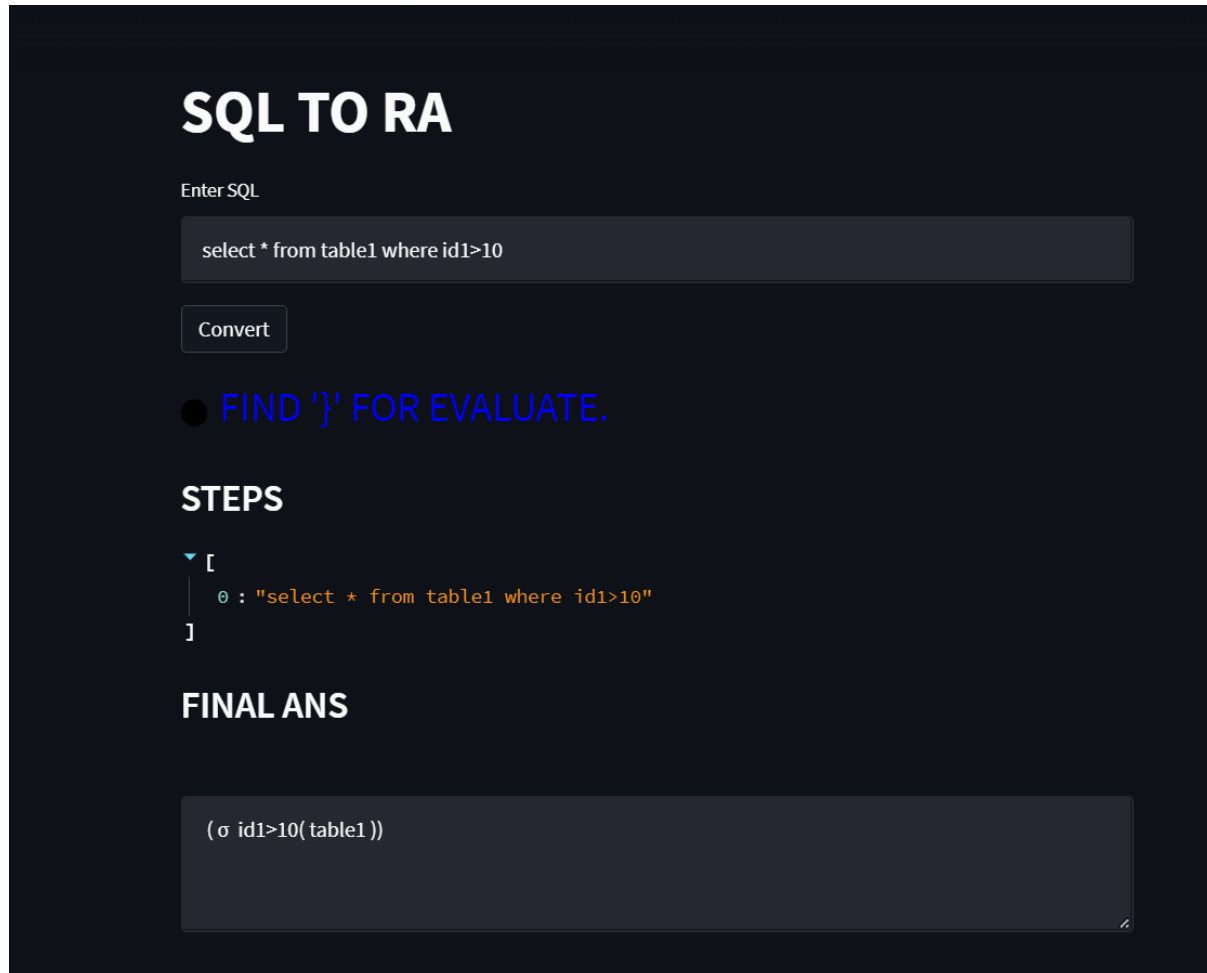 SQL TO RA
Enter SQL
select * from table1 where id1>10
Convert
FIND '}' FOR EVALUATE.
STEPS
[
0 : "select * from table1 where id1>10"
]
FINAL ANS
( σ id1>10( table1 ))